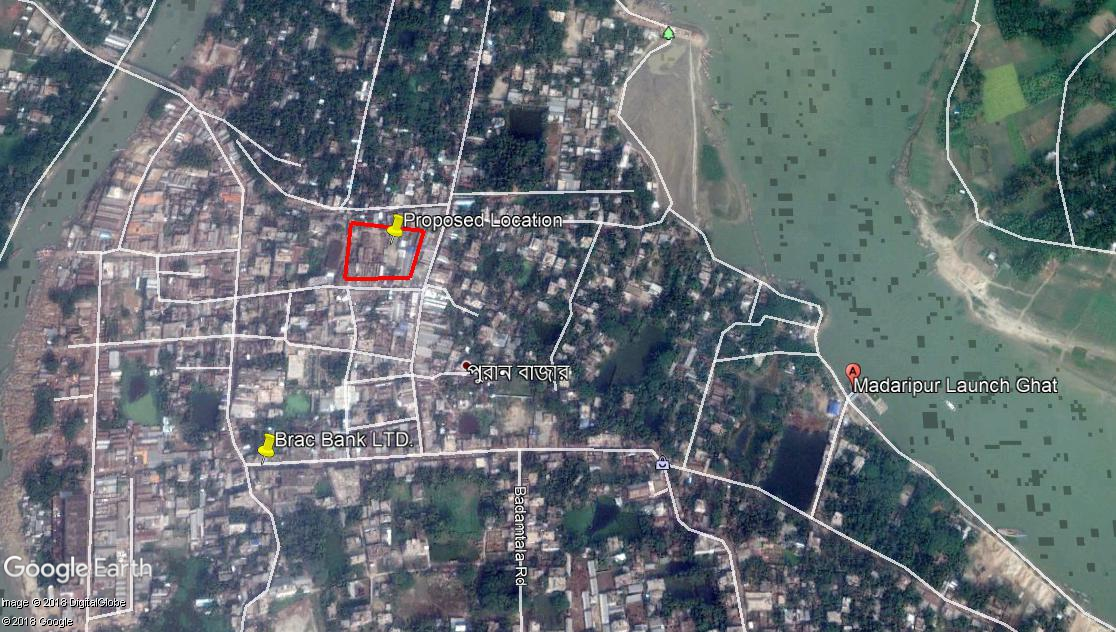 Proposed Location
পুরান বাজার
A
Madaripur Launch Ghat
Brac Bank LTD.
Badamtala Rd
Google Earth
Image © 2018 DigitalGlobe
© 2018 Google